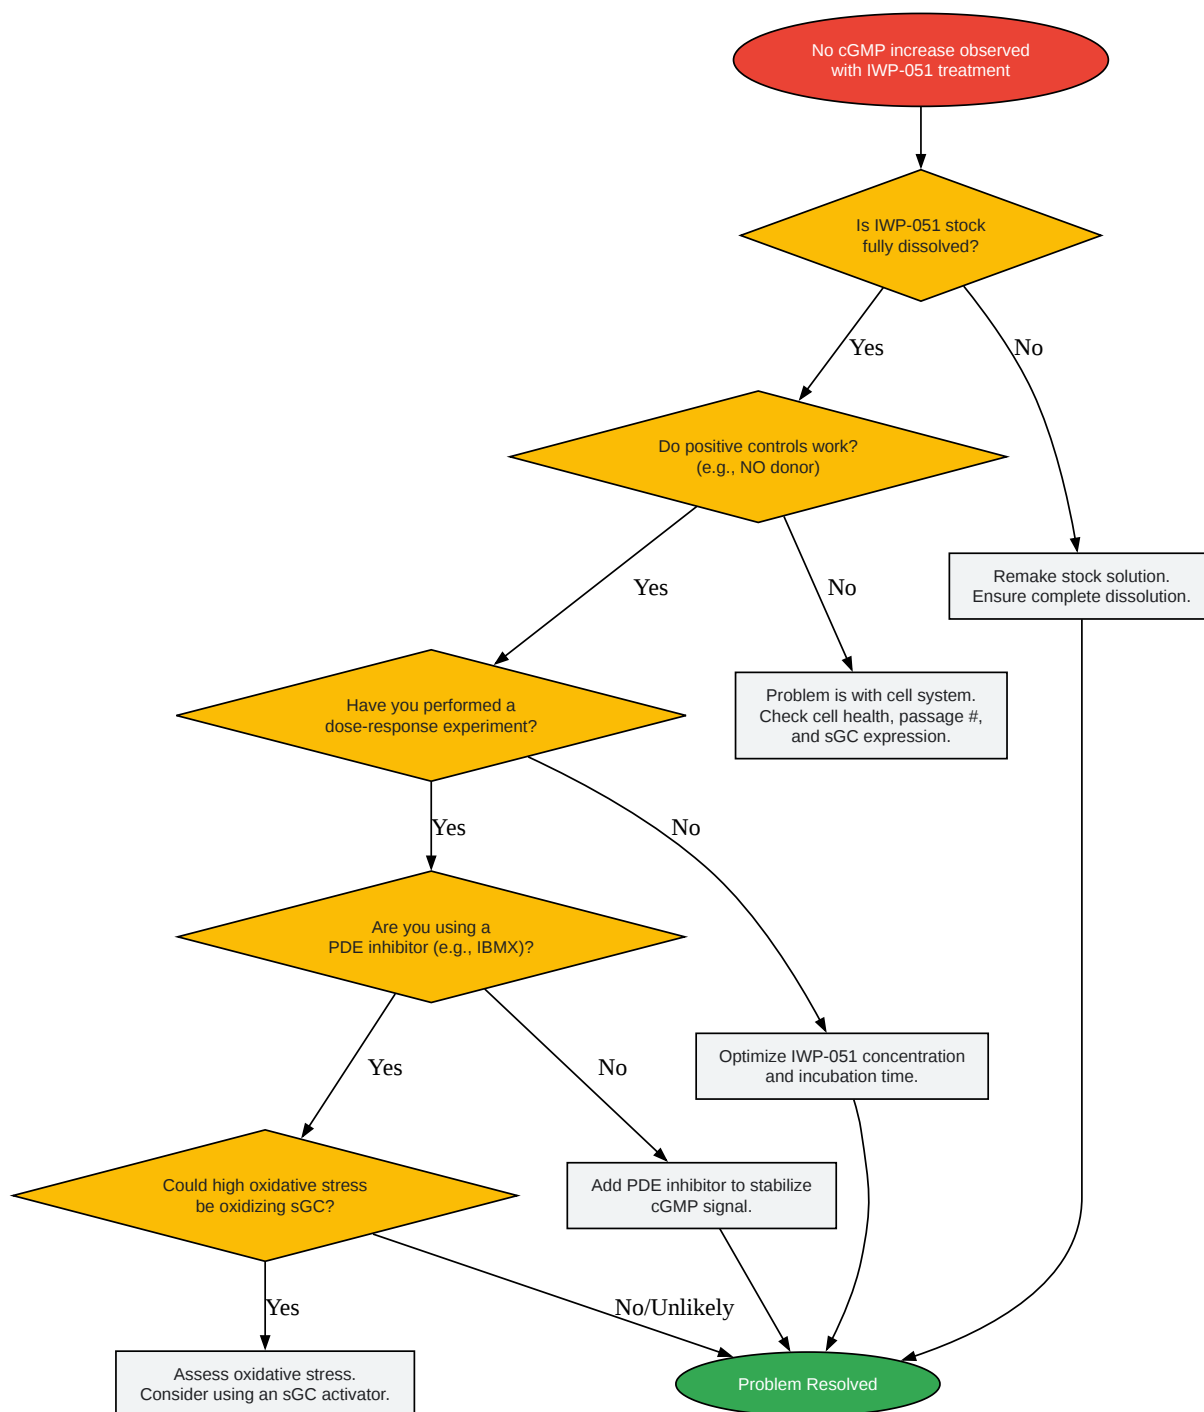 No cGMP increase observed
with IWP-051 treatment
Is IWP-051 stock
fully dissolved?
Yes
No
Do positive controls work?
(e.g., NO donor)
Yes
No
Remake stock solution.
Ensure complete dissolution.
Have you performed a
dose-response experiment?
Problem is with cell system.
Check cell health, passage #,
and sGC expression.
Yes
No
Are you using a
PDE inhibitor (e.g., IBMX)?
Yes
No
Optimize IWP-051 concentration
and incubation time.
Could high oxidative stress
be oxidizing sGC?
Add PDE inhibitor to stabilize
cGMP signal.
Yes
No/Unlikely
Assess oxidative stress.
Consider using an sGC activator.
Problem Resolved